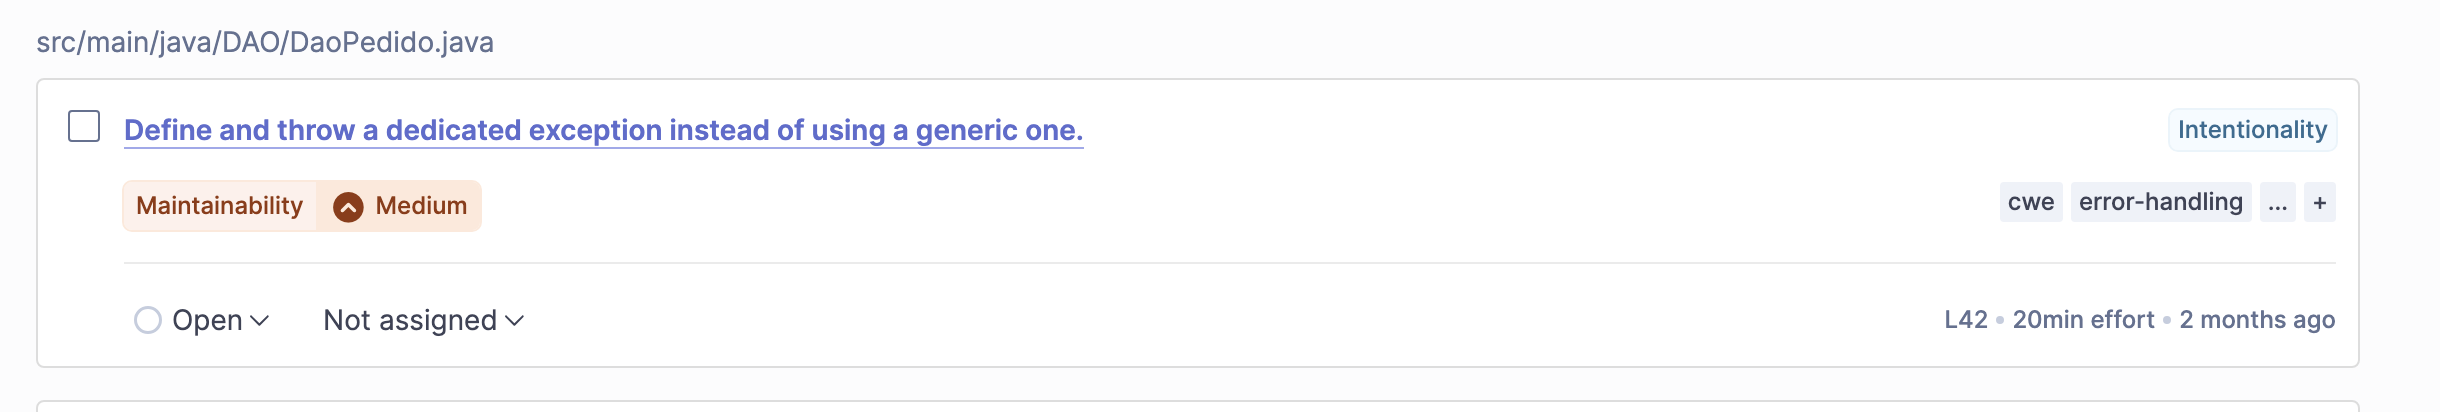 src/main/java/DAO/DaoPedido.java
Define and throw a dedicated exception instead of using a generic one.
Intentionality
Maintainability Medium
cwe error-handling ... +
Open Not assigned
L42 • 20min effort • 2 months ago